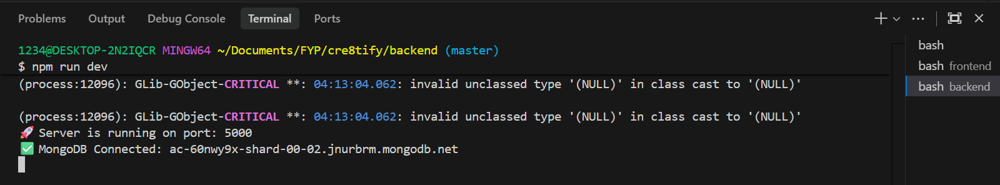 Problems Output Debug Console Terminal Ports
1234@DESKTOP-2N2IQCR MINGW64 ~/Documents/FYP/cre8tify/backend (master)
$ npm run dev
(process:12096): GLib-GObject-CRITICAL **: 04:13:04.062: invalid unclassed type '(NULL)' in class cast to '(NULL)'
(process:12096): GLib-GObject-CRITICAL **: 04:13:04.062: invalid unclassed type '(NULL)' in class cast to '(NULL)'
🚀 Server is running on port: 5000
✅ MongoDB Connected: ac-60nwy9x-shard-00-02.jnurbrm.mongodb.net
bash
bash frontend
bash backend